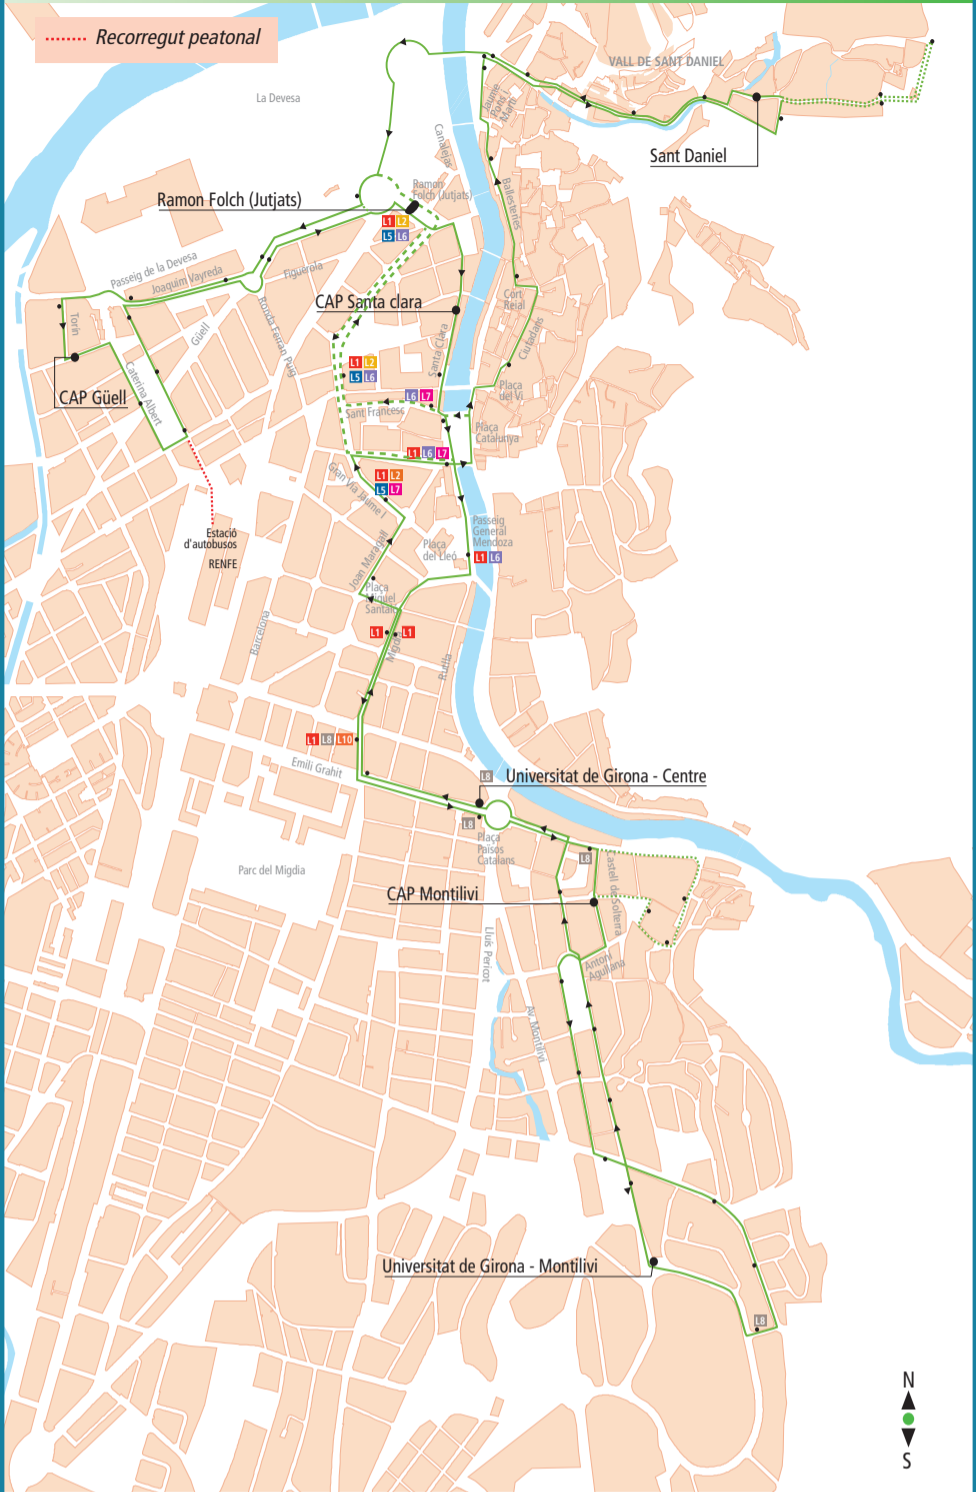 Recorregut peatonal
VALL DE SANT DANIEL
La Devesa
Jaume
Pons i
Martí
Canalejas
Sant Daniel
Ramon
Folch (Jutjats)
Ramon Folch (Jutjats)
Ballesteries
L1 L2
L5 L6
Passeig de la Devesa
Joaquim Vayreda
Figuerola
CAP Santa clara
Cort
Reial
Ciutadans
Torin
Güell
Ronda Ferran Puig
Santa Clara
L1 L2
L5 L6
CAP Güell
Caterina Albert
L6 L7
Sant Francesc
Plaça
del Vi
Plaça
Catalunya
L1 L6 L7
Gran Via Jaume I
L1 L2
L5 L7
Estació
d'autobusos
RENFE
Passeig
General
Mendoza
Plaça
del Lleó
L1 L6
Joan Maragall
Plaça
Miquel
Santaló
L1
L1
Barcelona
Migdia
Rutlla
L1 L8 L10
Emili Grahit
L8
Universitat de Girona - Centre
L8
Plaça
Països
Catalans
L8
Parc del Migdia
Castell de Solterra
CAP Montilivi
Lluís Pericot
Antoni
Agullana
Av. Montilivi
Universitat de Girona - Montilivi
L8
N
S